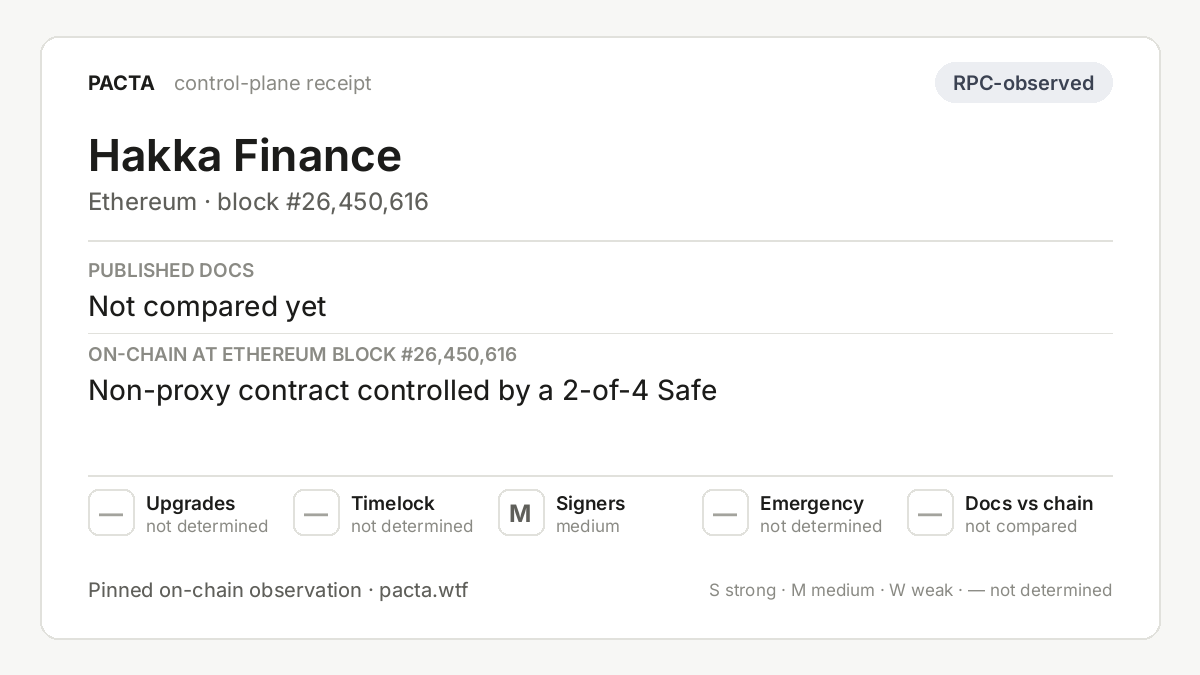 PACTA control-plane receipt RPC-observed
Hakka Finance
Ethereum · block #26,450,616
PUBLISHED DOCS
Not compared yet
ON-CHAIN AT ETHEREUM BLOCK #26,450,616
Non-proxy contract controlled by a 2-of-4 Safe
— Upgrades — Timelock M Signers — Emergency — Docs vs chain
not determined not determined medium not determined not compared
Pinned on-chain observation · pacta.wtf S strong · M medium · W weak · — not determined